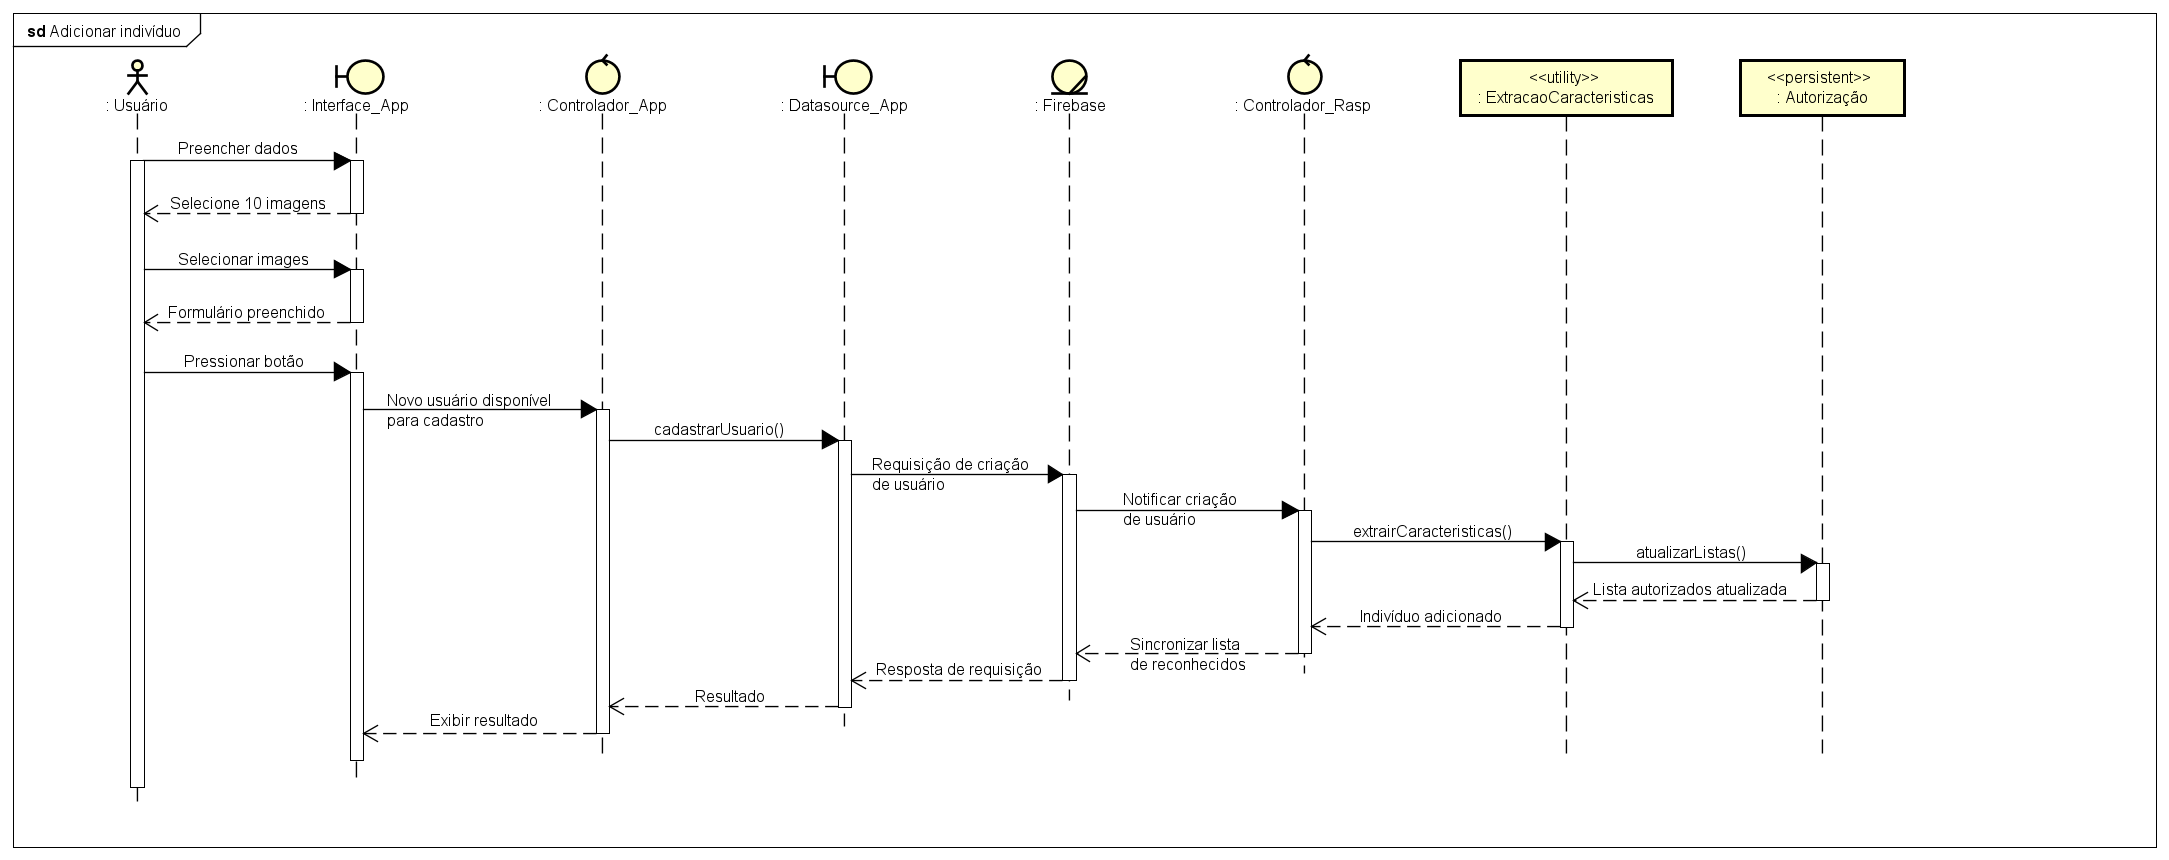 sd Adicionar indivíduo
: Usuário
: Interface_App
: Controlador_App
: Datasource_App
: Firebase
: Controlador_Rasp
<<utility>>
: ExtracaoCaracteristicas
<<persistent>>
: Autorização
Preencher dados
Selecione 10 imagens
Selecionar images
Formulário preenchido
Pressionar botão
Novo usuário disponível
para cadastro
cadastrarUsuario()
Requisição de criação
de usuário
Notificar criação
de usuário
extrairCaracteristicas()
atualizarListas()
Lista autorizados atualizada
Indivíduo adicionado
Sincronizar lista
de reconhecidos
Resposta de requisição
Resultado
Exibir resultado